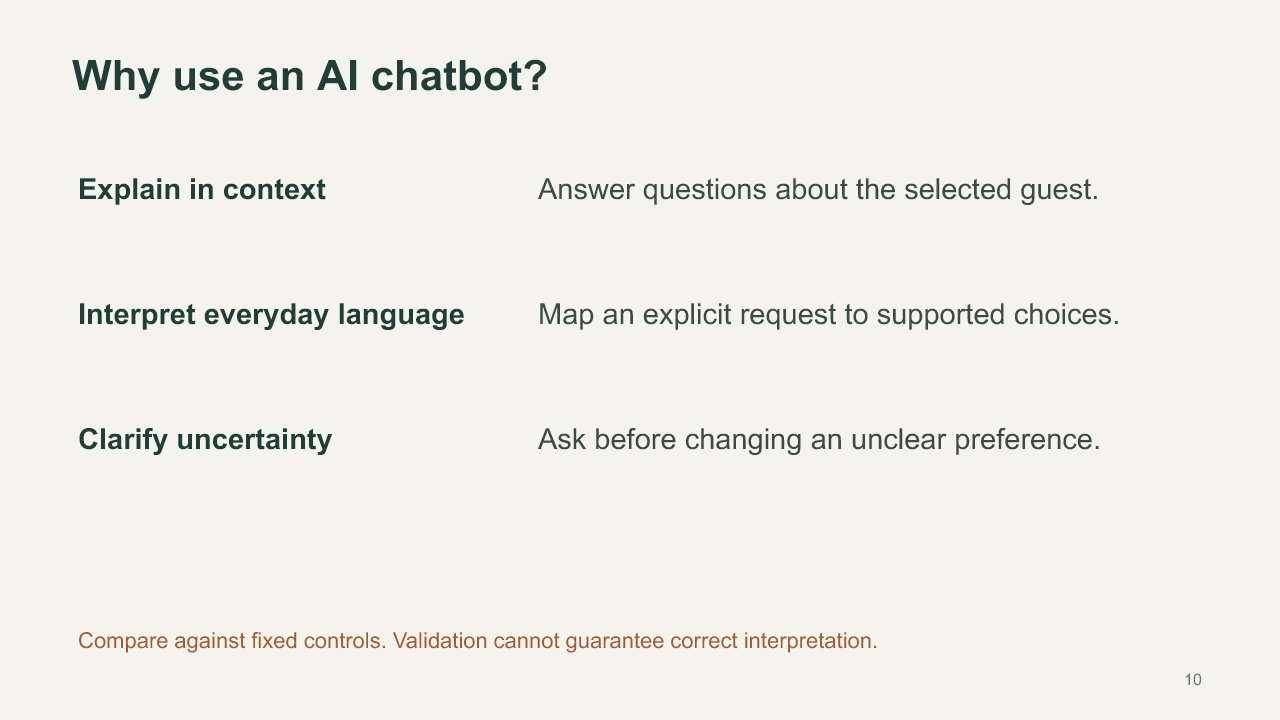 Why use an AI chatbot?
Explain in context
Answer questions about the selected guest.
Interpret everyday language
Map an explicit request to supported choices.
Clarify uncertainty
Ask before changing an unclear preference.
Compare against fixed controls. Validation cannot guarantee correct interpretation.
10